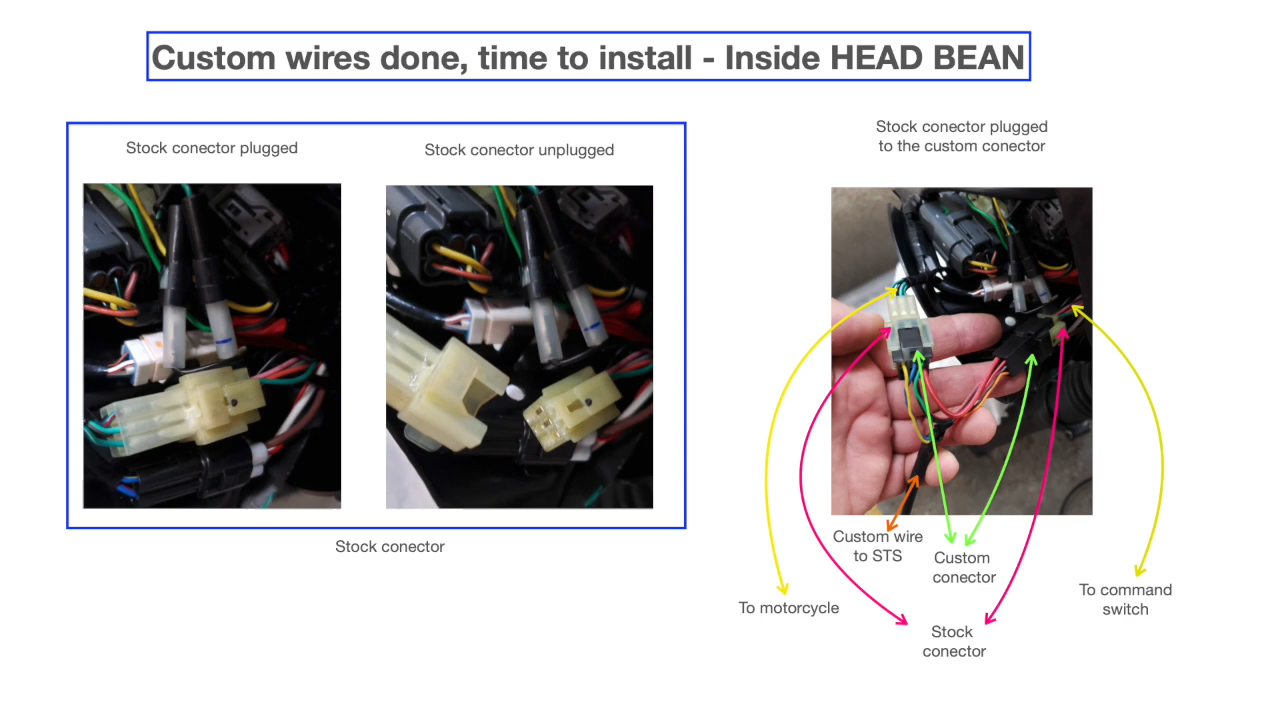 Custom wires done, time to install - Inside HEAD BEAN
Stock conector plugged
Stock conector unplugged
Stock conector
Stock conector plugged
to the custom conector
Custom wire
to STS
Custom
conector
To motorcycle
To command
switch
Stock
conector